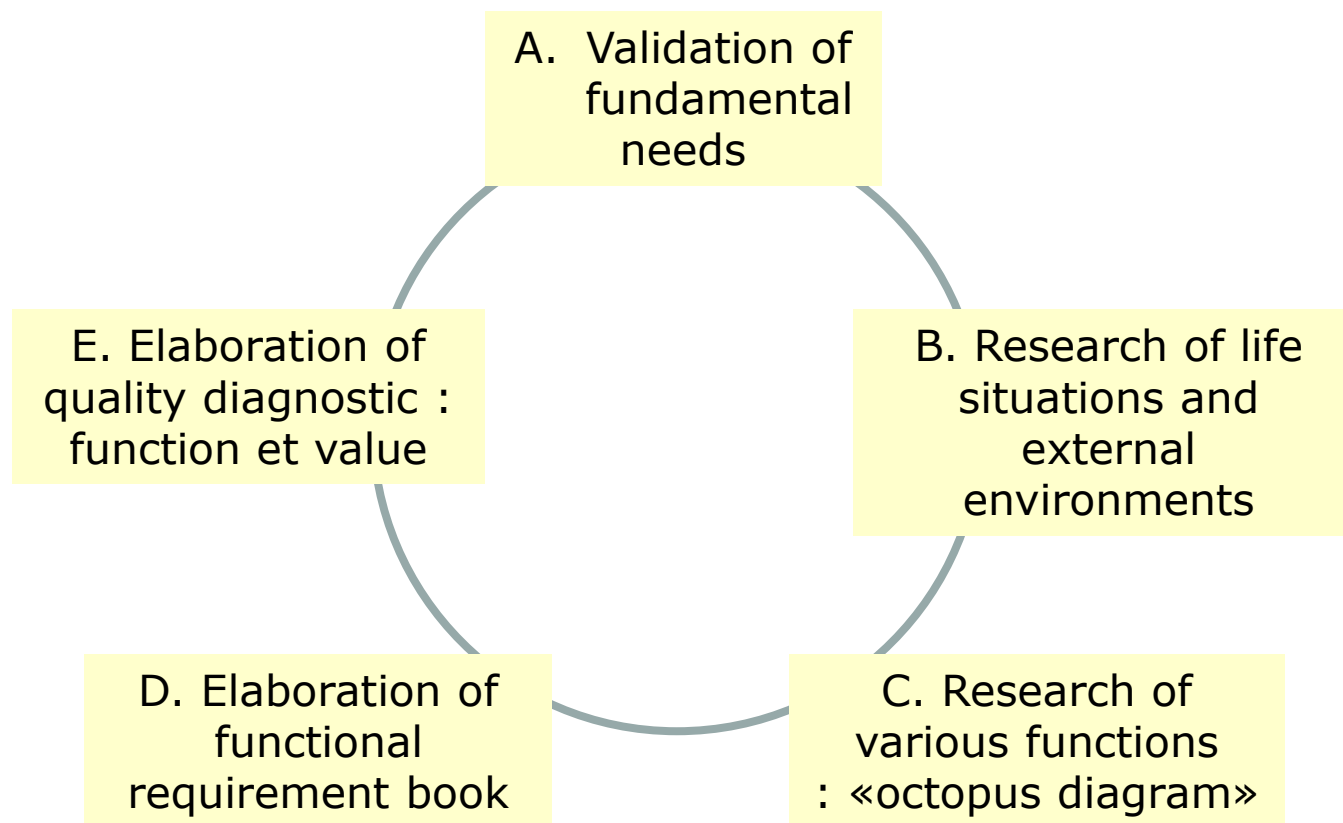 A. Validation of
fundamental
needs
B. Research of life
situations and
external
environments
C. Research of
various functions
: «octopus diagram»
D. Elaboration of
functional
requirement book
E. Elaboration of
quality diagnostic :
function et value